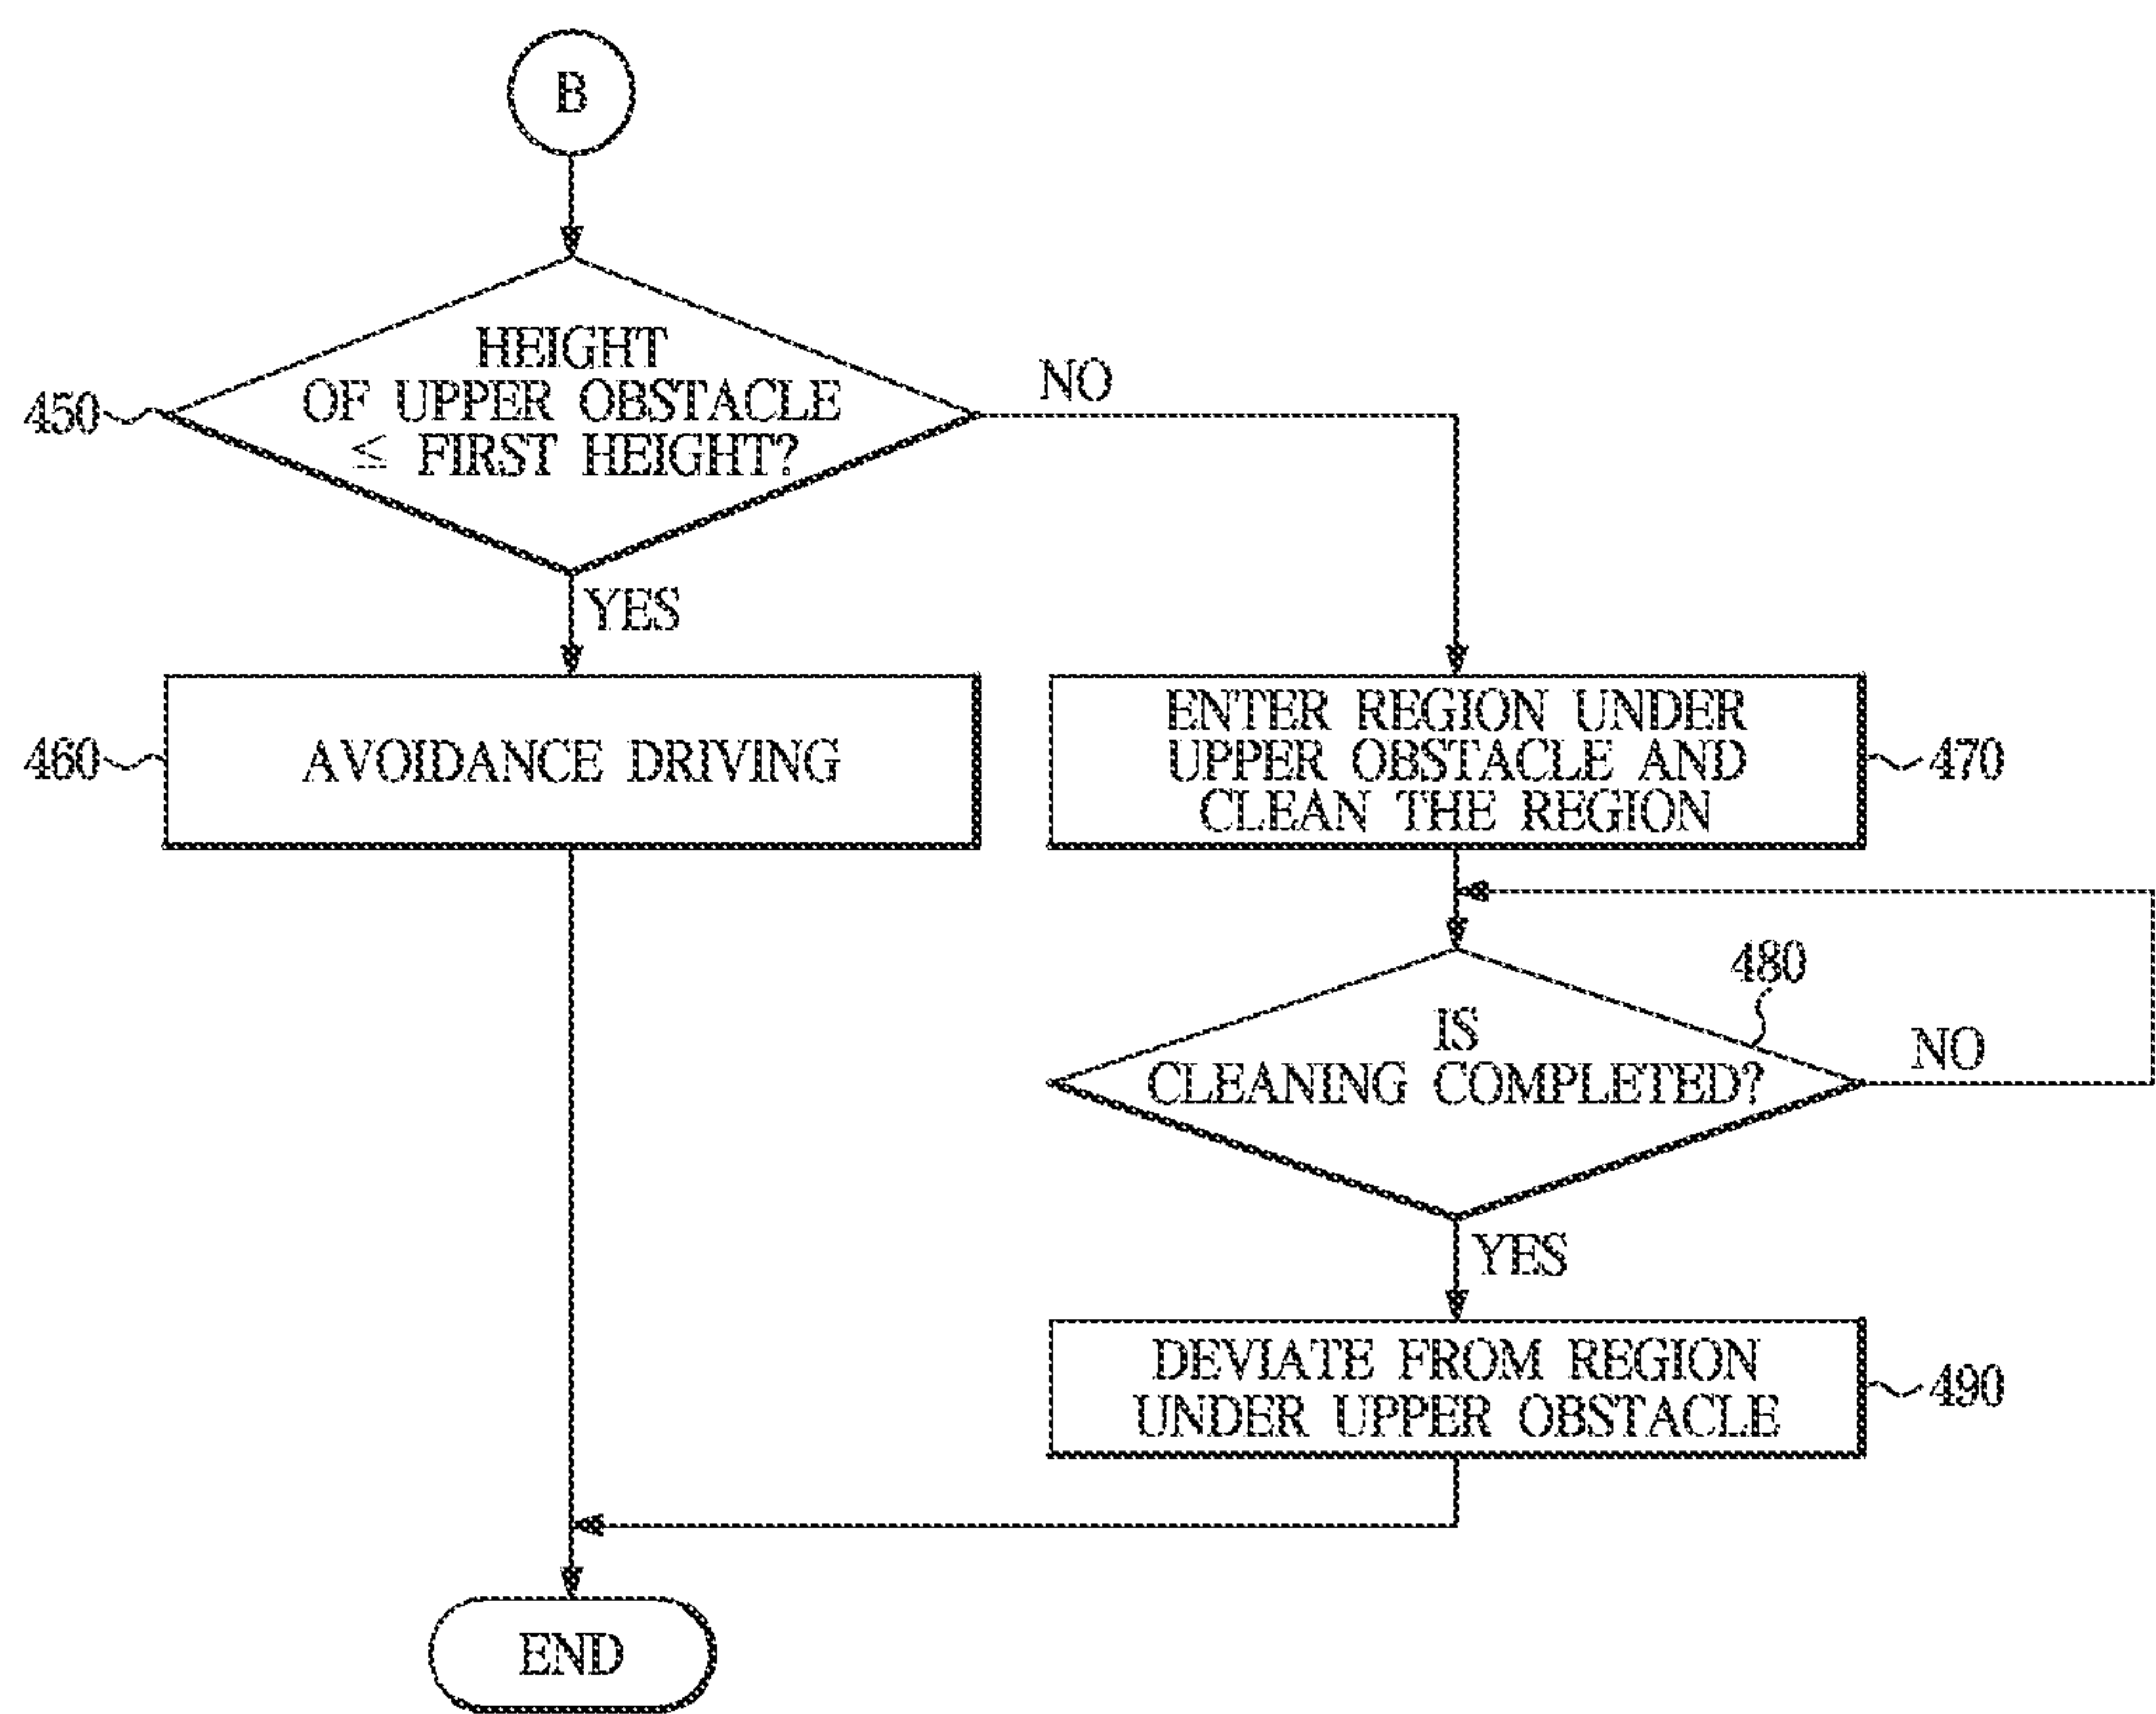 B
HEIGHT
OF UPPER OBSTACLE
≤ FIRST HEIGHT?
450
NO
YES
460
AVOIDANCE DRIVING
ENTER REGION UNDER
UPPER OBSTACLE AND
CLEAN THE REGION
470
480
IS
CLEANING COMPLETED?
NO
YES
DEVIATE FROM REGION
UNDER UPPER OBSTACLE
490
END